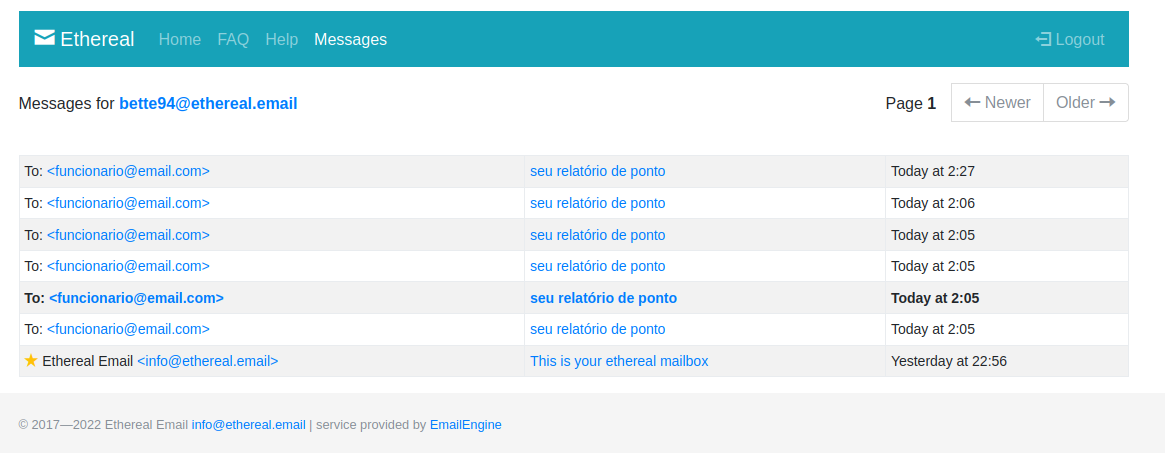 Ethereal Home FAQ Help Messages Logout
Messages for bette94@ethereal.email Page 1 Newer Older
To: <funcionario@email.com> seu relatório de ponto Today at 2:27
To: <funcionario@email.com> seu relatório de ponto Today at 2:06
To: <funcionario@email.com> seu relatório de ponto Today at 2:05
To: <funcionario@email.com> seu relatório de ponto Today at 2:05
To: <funcionario@email.com> seu relatório de ponto Today at 2:05
To: <funcionario@email.com> seu relatório de ponto Today at 2:05
Ethereal Email <info@ethereal.email> This is your ethereal mailbox Yesterday at 22:56
© 2017—2022 Ethereal Email info@ethereal.email | service provided by EmailEngine